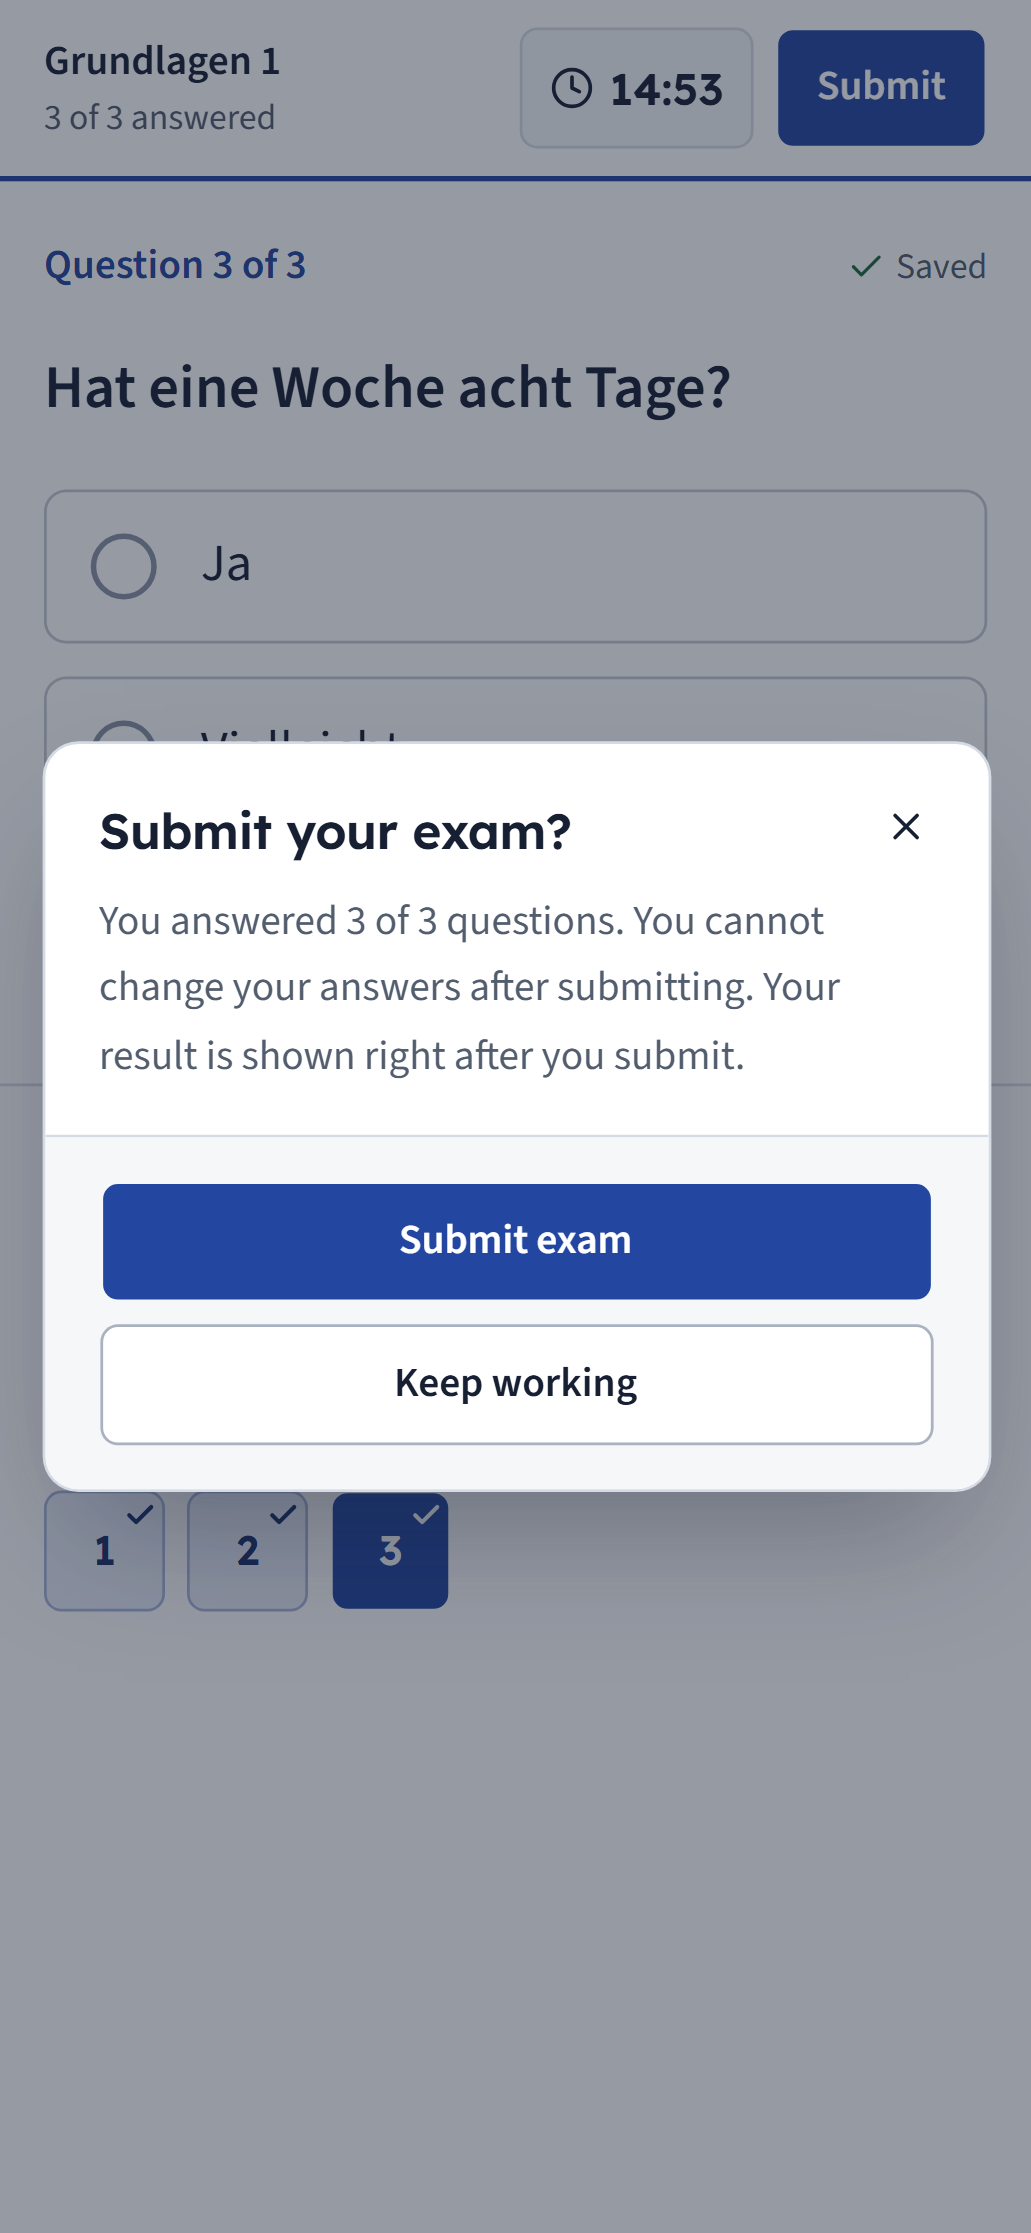 Grundlagen 1
3 of 3 answered
14:53
Submit
Question 3 of 3
Saved
Hat eine Woche acht Tage?
Ja
Vielleicht
Submit your exam?
You answered 3 of 3 questions. You cannot
change your answers after submitting. Your
result is shown right after you submit.
Submit exam
Keep working
1
2
3